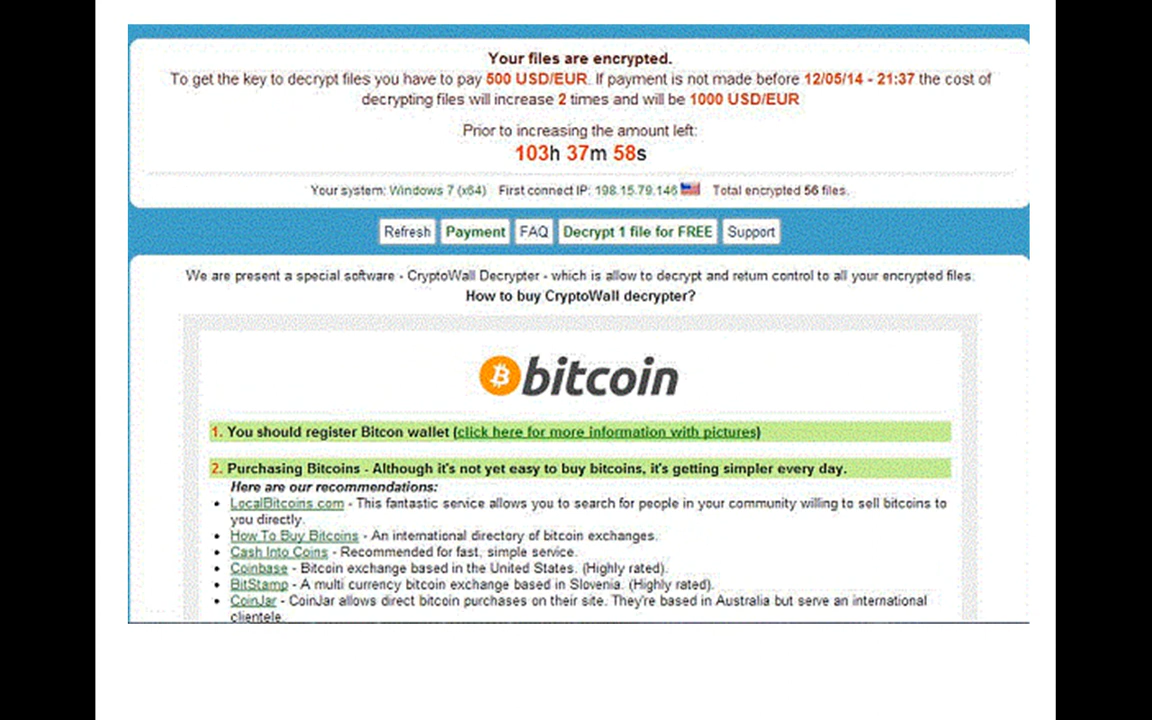 Your files are encrypted.
To get the key to decrypt files you have to pay 500 USD/EUR. If payment is not made before 12/05/14 - 21:37 the cost of
decrypting files will increase 2 times and will be 1000 USD/EUR
Prior to increasing the amount left:
103h 37m 58s
Your system: Windows 7 (x64) First connect IP: 198.15.79.146 Total encrypted 56 files.
Refresh Payment FAQ Decrypt 1 file for FREE Support
We are present a special software - CryptoWall Decrypter - which is allow to decrypt and return control to all your encrypted files.
How to buy CryptoWall decrypter?
bitcoin
1. You should register Bitcon wallet (click here for more information with pictures)
2. Purchasing Bitcoins - Although it's not yet easy to buy bitcoins, it's getting simpler every day.
Here are our recommendations:
• LocalBitcoins.com - This fantastic service allows you to search for people in your community willing to sell bitcoins to
you directly.
• How To Buy Bitcoins - An international directory of bitcoin exchanges.
• Cash Into Coins - Recommended for fast, simple service.
• Coinbase - Bitcoin exchange based in the United States. (Highly rated).
• BitStamp - A multi currency bitcoin exchange based in Slovenia. (Highly rated).
• CoinJar - CoinJar allows direct bitcoin purchases on their site. They're based in Australia but serve an international
clientele.